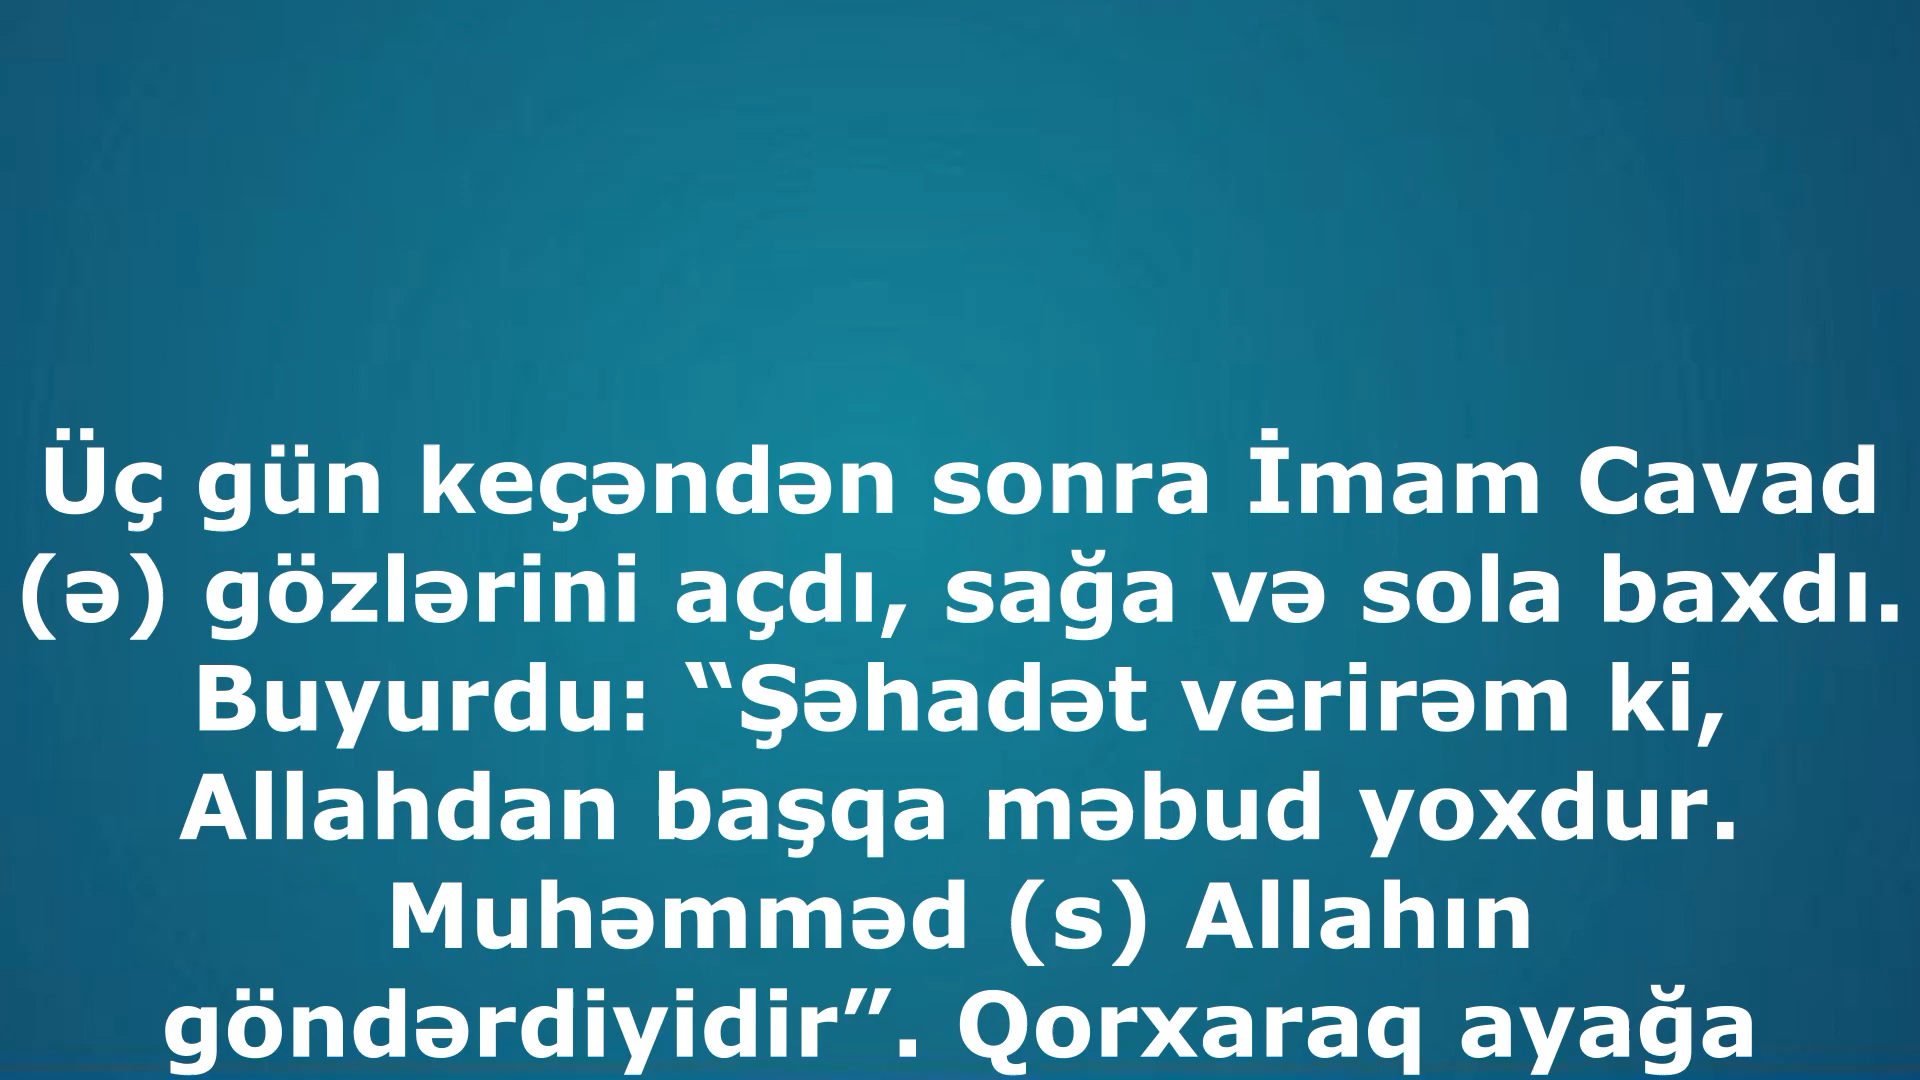 Üç gün keçəndən sonra İmam Cavad
(ə) gözlərini açdı, sağa və sola baxdı.
Buyurdu: “Şəhadət verirəm ki,
Allahdan başqa məbud yoxdur.
Muhəmməd (s) Allahın
göndərdiyidir”. Qorxaraq ayağa